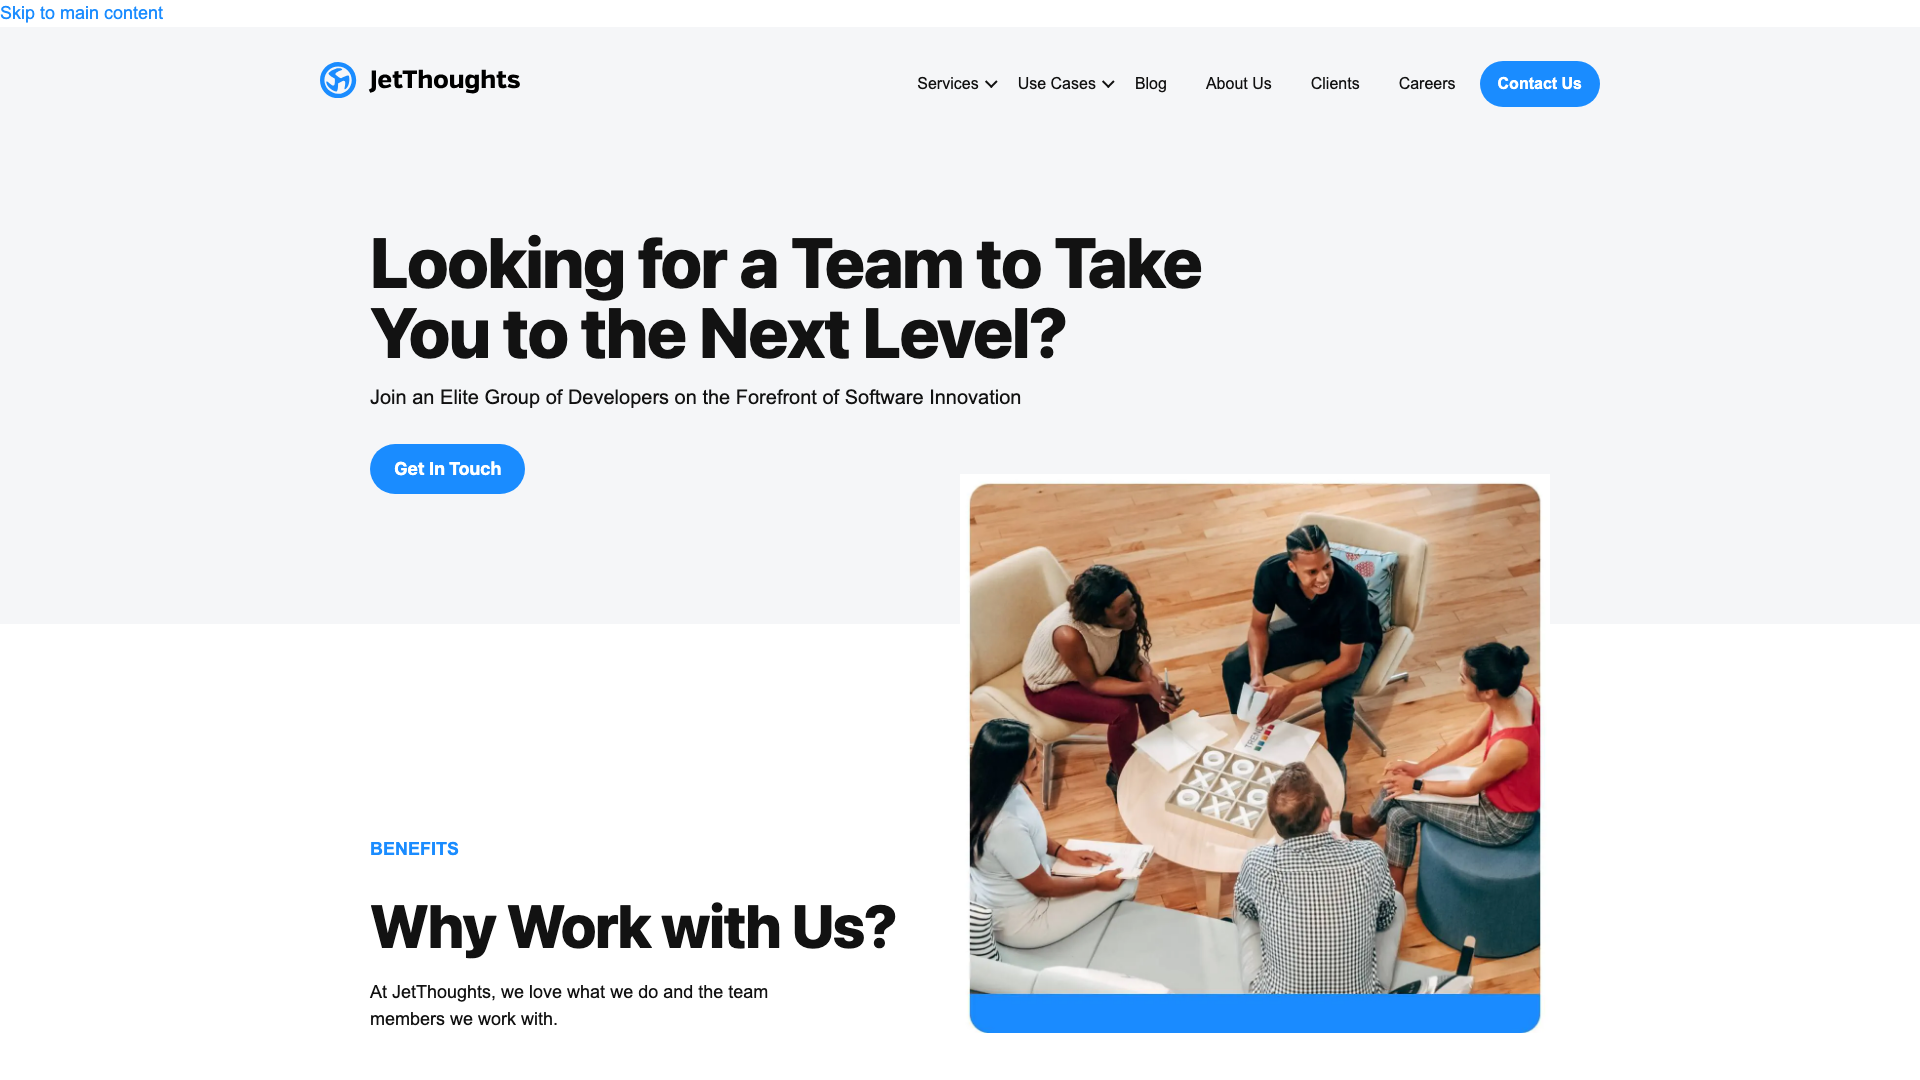 Skip to main content
JetThoughts
Services
Use Cases
Blog
About Us
Clients
Careers
Contact Us
Looking for a Team to Take
You to the Next Level?
Join an Elite Group of Developers on the Forefront of Software Innovation
Get In Touch
TREND
BENEFITS
Why Work with Us?
At JetThoughts, we love what we do and the team
members we work with.